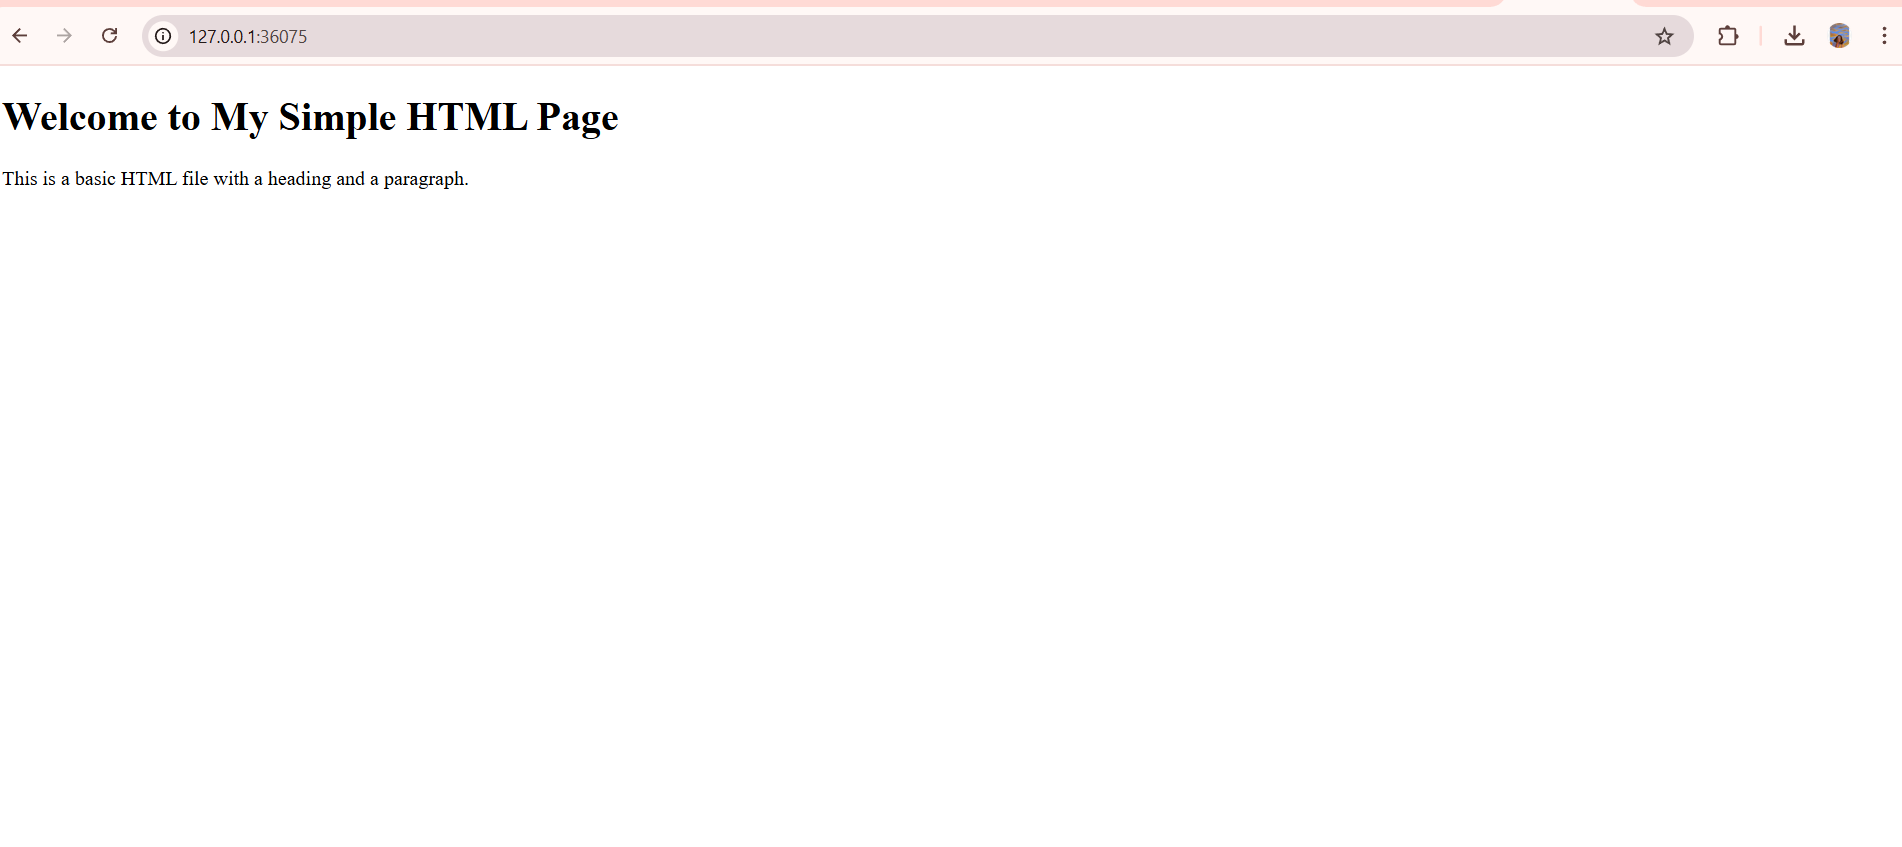 127.0.0.1:36075
Welcome to My Simple HTML Page
This is a basic HTML file with a heading and a paragraph.